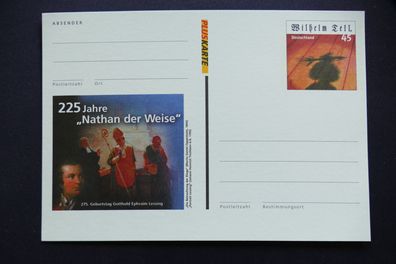 ABSENDER
Postleitzahl Ort
225 Jahre
„Nathan der Weise“
275. Geburtstag Gotthold Ephraim Lessing
PLUSKARTE
Wilhelm Tell
Deutschland 45
Postleitzahl Bestimmungsort